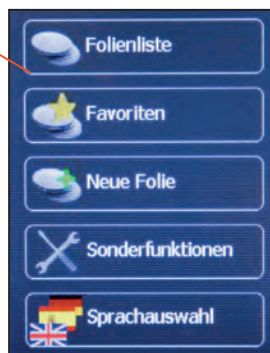 Folienliste
Favoriten
Neue Folie
Sonderfunktionen
Sprachauswahl